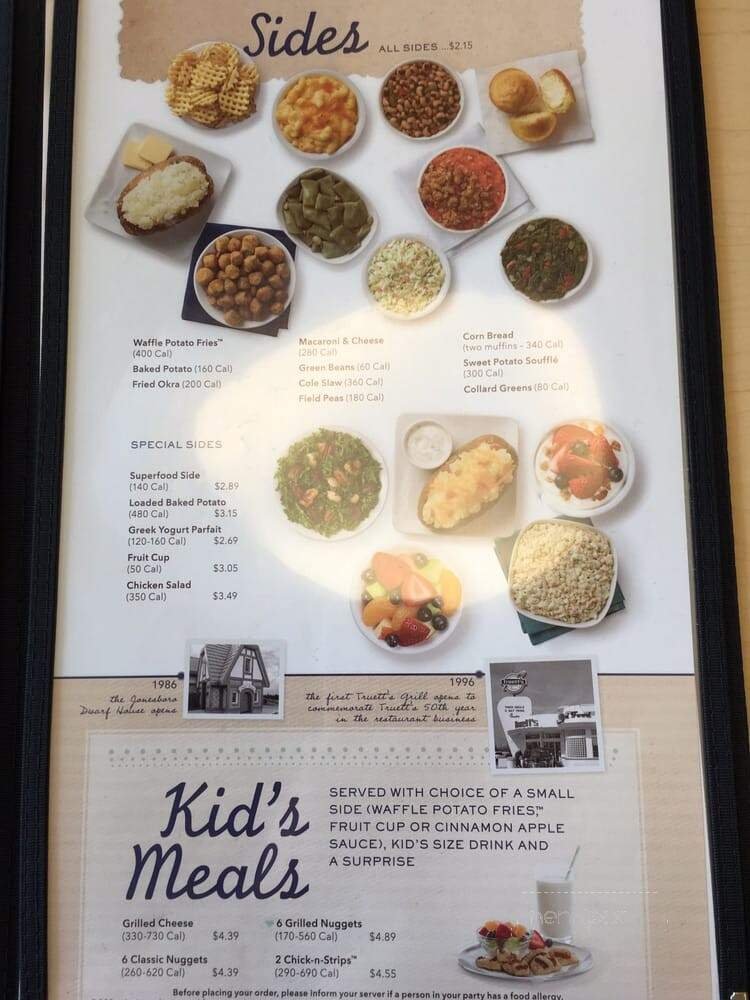 Sides ALL SIDES ...$2.15
Waffle Potato Fries™
(400 Cal)
Baked Potato (160 Cal)
Fried Okra (200 Cal)
Macaroni & Cheese
(280 Cal)
Green Beans (60 Cal)
Cole Slaw (360 Cal)
Field Peas (180 Cal)
Corn Bread
(two muffins - 340 Cal)
Sweet Potato Soufflé
(300 Cal)
Collard Greens (80 Cal)
SPECIAL SIDES
Superfood Side
(140 Cal) $2.89
Loaded Baked Potato
(480 Cal) $3.15
Greek Yogurt Parfait
(120-160 Cal) $2.69
Fruit Cup
(50 Cal) $3.05
Chicken Salad
(350 Cal) $3.49
1986
the Jonesboro
Dwarf House opens
1996
the first Truett's Grill opens to
commemorate Truett's 50th year
in the restaurant business
Kid's
Meals
SERVED WITH CHOICE OF A SMALL
SIDE (WAFFLE POTATO FRIES,™
FRUIT CUP OR CINNAMON APPLE
SAUCE), KID'S SIZE DRINK AND
A SURPRISE
Grilled Cheese
(330-730 Cal) $4.39
6 Classic Nuggets
(260-620 Cal) $4.39
6 Grilled Nuggets
(170-560 Cal) $4.89
2 Chick-n-Strips™
(290-690 Cal) $4.55
Before placing your order, please inform your server if a person in your party has a food allergy.